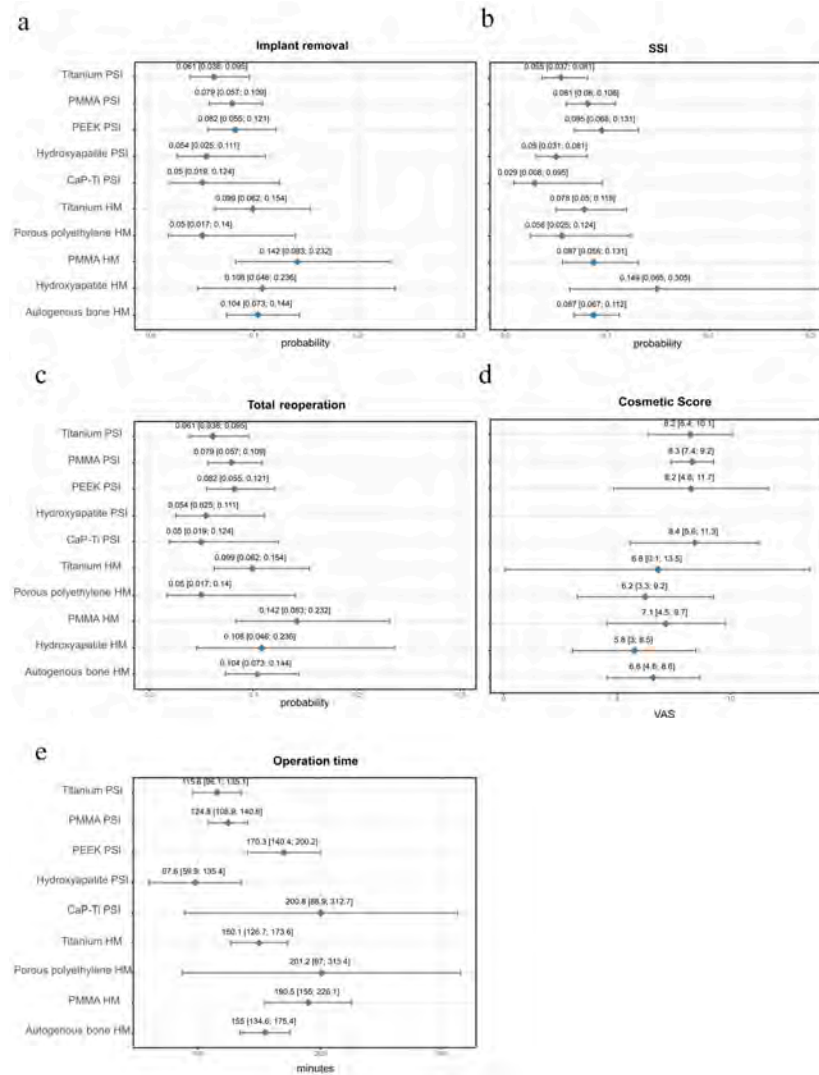 a
Implant removal
Titanium PSI
0.061 [0.038; 0.095]
PMMA PSI
0.079 [0.057; 0.109]
PEEK PSI
0.082 [0.055; 0.121]
Hydroxyapatite PSI
0.054 [0.025; 0.111]
CaP-Ti PSI
0.05 [0.019; 0.124]
Titanium HM
0.099 [0.062; 0.154]
Porous polyethylene HM
0.05 [0.017; 0.14]
PMMA HM
0.142 [0.083; 0.232]
Hydroxyapatite HM
0.108 [0.046; 0.236]
Autogenous bone HM
0.104 [0.073; 0.144]
probability
b
SSI
0.055 [0.037; 0.081]
0.081 [0.06; 0.108]
0.095 [0.068; 0.131]
0.05 [0.031; 0.081]
0.029 [0.008; 0.095]
0.078 [0.05; 0.119]
0.056 [0.025; 0.124]
0.087 [0.056; 0.131]
0.149 [0.065; 0.305]
0.087 [0.067; 0.112]
probability
c
Total reoperation
Titanium PSI
0.061 [0.038; 0.095]
PMMA PSI
0.079 [0.057; 0.109]
PEEK PSI
0.082 [0.055; 0.121]
Hydroxyapatite PSI
0.054 [0.025; 0.111]
CaP-Ti PSI
0.05 [0.019; 0.124]
Titanium HM
0.099 [0.062; 0.154]
Porous polyethylene HM
0.05 [0.017; 0.14]
PMMA HM
0.142 [0.083; 0.232]
Hydroxyapatite HM
0.108 [0.046; 0.236]
Autogenous bone HM
0.104 [0.073; 0.144]
probability
d
Cosmetic Score
8.2 [6.4; 10.1]
8.3 [7.4; 9.2]
8.2 [4.8; 11.7]
8.4 [5.6; 11.3]
6.8 [0.1; 13.5]
6.2 [3.3; 9.2]
7.1 [4.5; 9.7]
5.8 [3; 8.5]
6.6 [4.6; 8.6]
VAS
e
Operation time
Titanium PSI
115.6 [96.1; 135.1]
PMMA PSI
124.8 [108.9; 140.6]
PEEK PSI
170.3 [140.4; 200.2]
Hydroxyapatite PSI
97.6 [59.9; 135.4]
CaP-Ti PSI
200.8 [88.9; 312.7]
Titanium HM
150.1 [126.7; 173.6]
Porous polyethylene HM
201.2 [87; 315.4]
PMMA HM
190.5 [155; 226.1]
Autogenous bone HM
155 [134.6; 175.4]
minutes